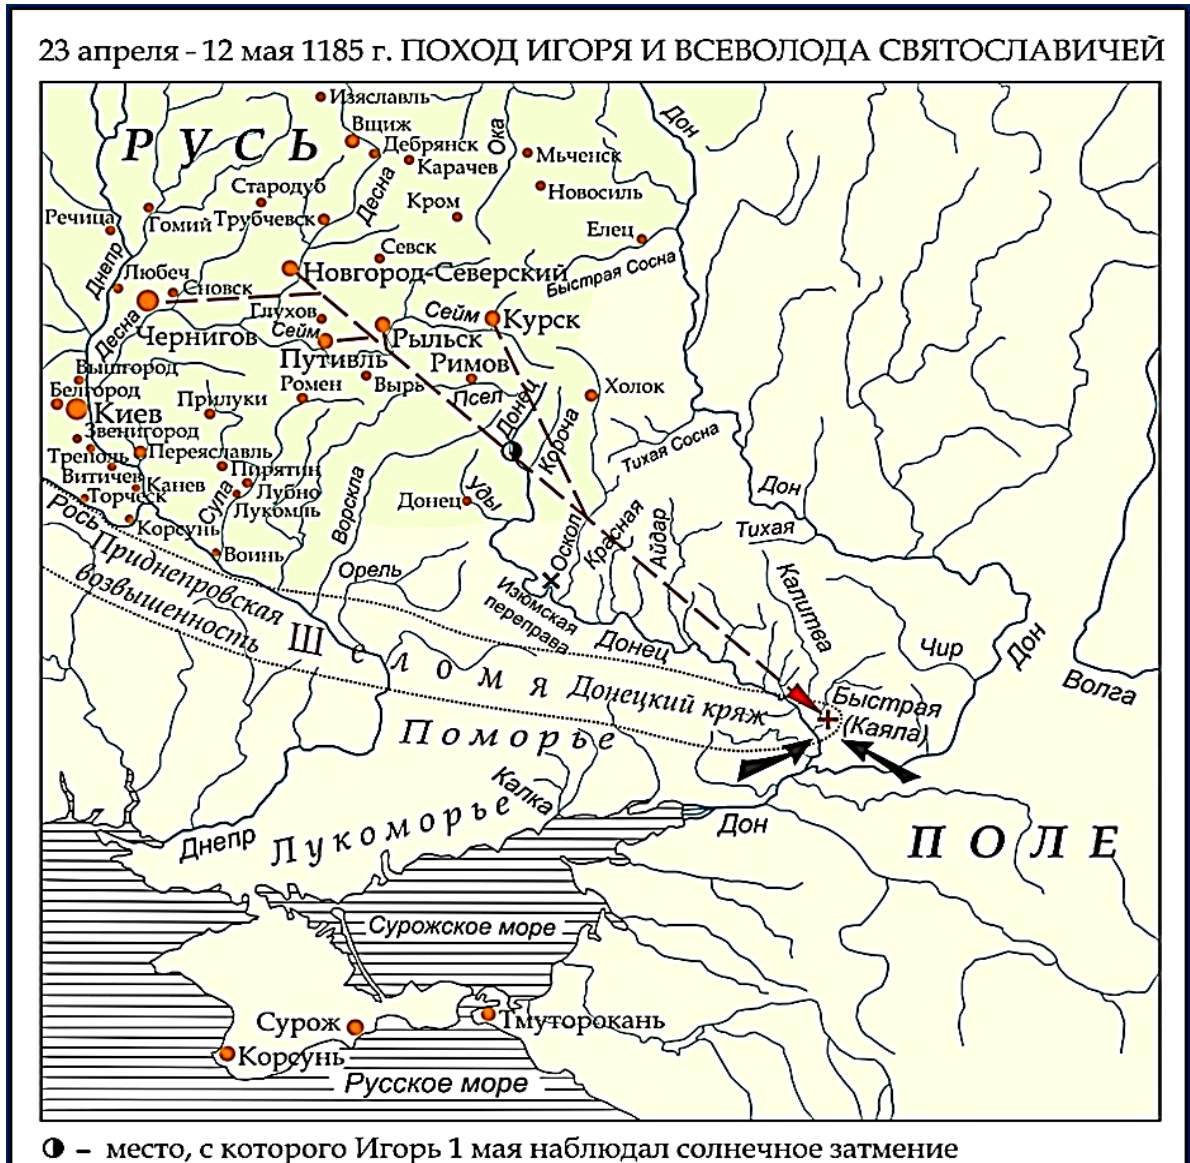 23 апреля - 12 мая 1185 г. ПОХОД ИГОРЯ И ВСЕВОЛОДА СВЯТОСЛАВИЧЕЙ
Изяславль
РУСЬ
Вщиж
Дебрянск
Карачев
Ока
Дон
Мьченск
Новосиль
Стародуб
Десна
Кром
Речица
Гомий
Трубчевск
Елец
Днепр
Севск
Любеч
Новгород-Северский
Быстрая Сосна
Сновск
Десна
Глухов
Сейм
Сейм
Курск
Чернигов
Рыльск
Путивль
Римов
Вышгород
Белгород
Ромен
Вырь
Холок
Киев
Прилуки
Псел
Донец
Короча
Звенигород
Треполь
Переяславль
Тихая Сосна
Витичев
Канев
Пирятин
Торческ
Сула
Лубно
Лукомль
Ворскла
Донец
Уды
Дон
Рось
Корсунь
Оскол
Красная
Айдар
Тихая
Воинь
Орель
Приднепровская
возвышенность
Изюмская
переправа
Калитва
Шеломя
Донец
Чир
Дон
Донецкий кряж
Быстрая
(Каяла)
Волга
Поморье
Калка
Лукоморье
Днепр
Дон
ПОЛЕ
Сурожское море
Сурож
Тмуторокань
Корсунь
Русское море
– место, с которого Игорь 1 мая наблюдал солнечное затмение